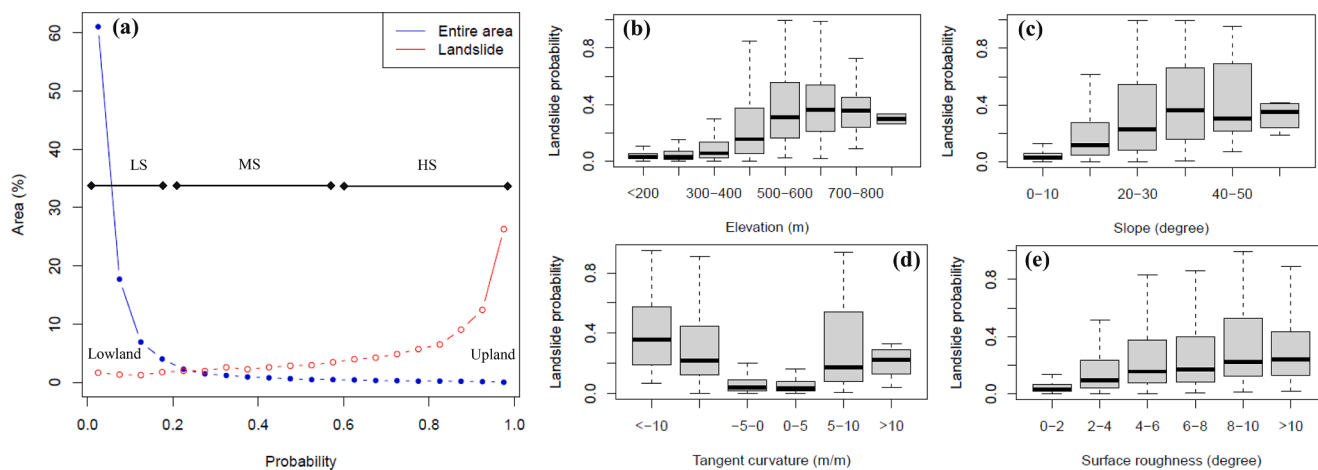 (a)
Entire area
Landslide
LS
MS
HS
Lowland
Upland
60
50
40
30
20
10
0
Area (%)
0.0 0.2 0.4 0.6 0.8 1.0
Probability
(b)
Landslide probability
0.8
0.4
0.0
<200 300−400 500−600 700−800
Elevation (m)
(c)
Landslide probability
0.8
0.4
0.0
0−10 20−30 40−50
Slope (degree)
(d)
Landslide probability
0.8
0.4
0.0
<−10 −5−0 0−5 5−10 >10
Tangent curvature (m/m)
(e)
Landslide probability
0.8
0.4
0.0
0−2 2−4 4−6 6−8 8−10 >10
Surface roughness (degree)